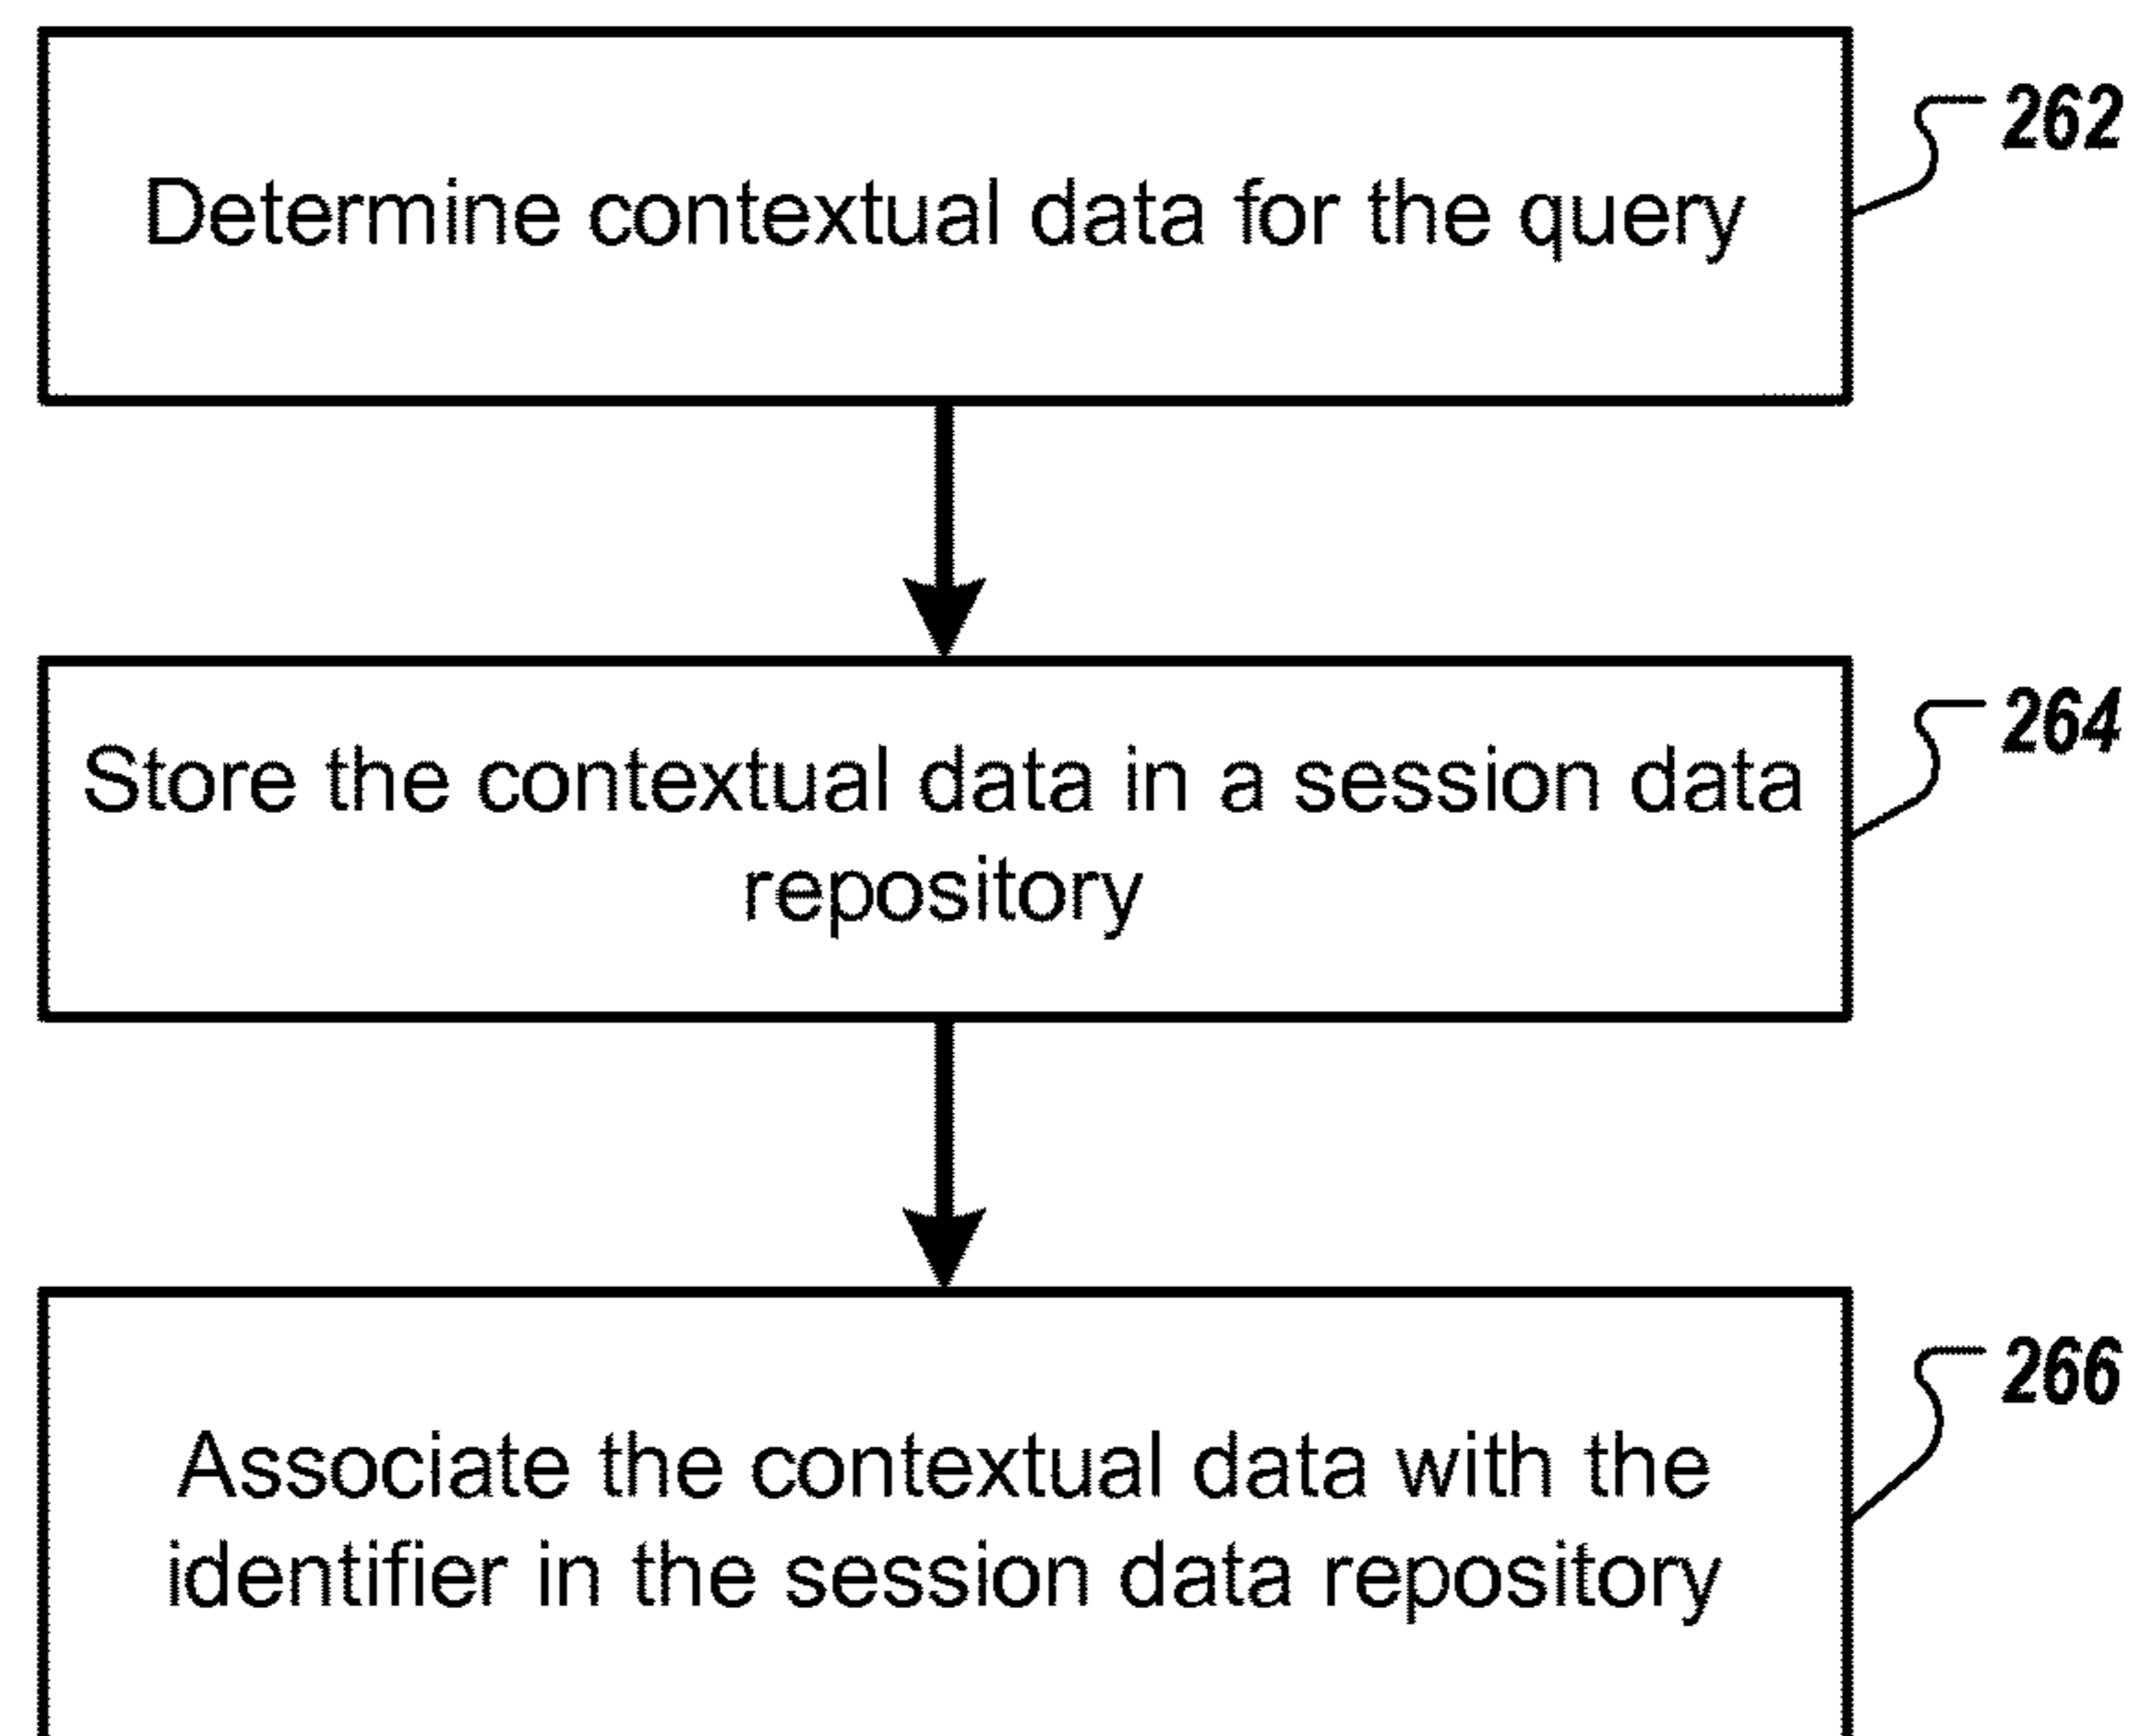 262
Determine contextual data for the query
264
Store the contextual data in a session data
repository
266
Associate the contextual data with the
identifier in the session data repository